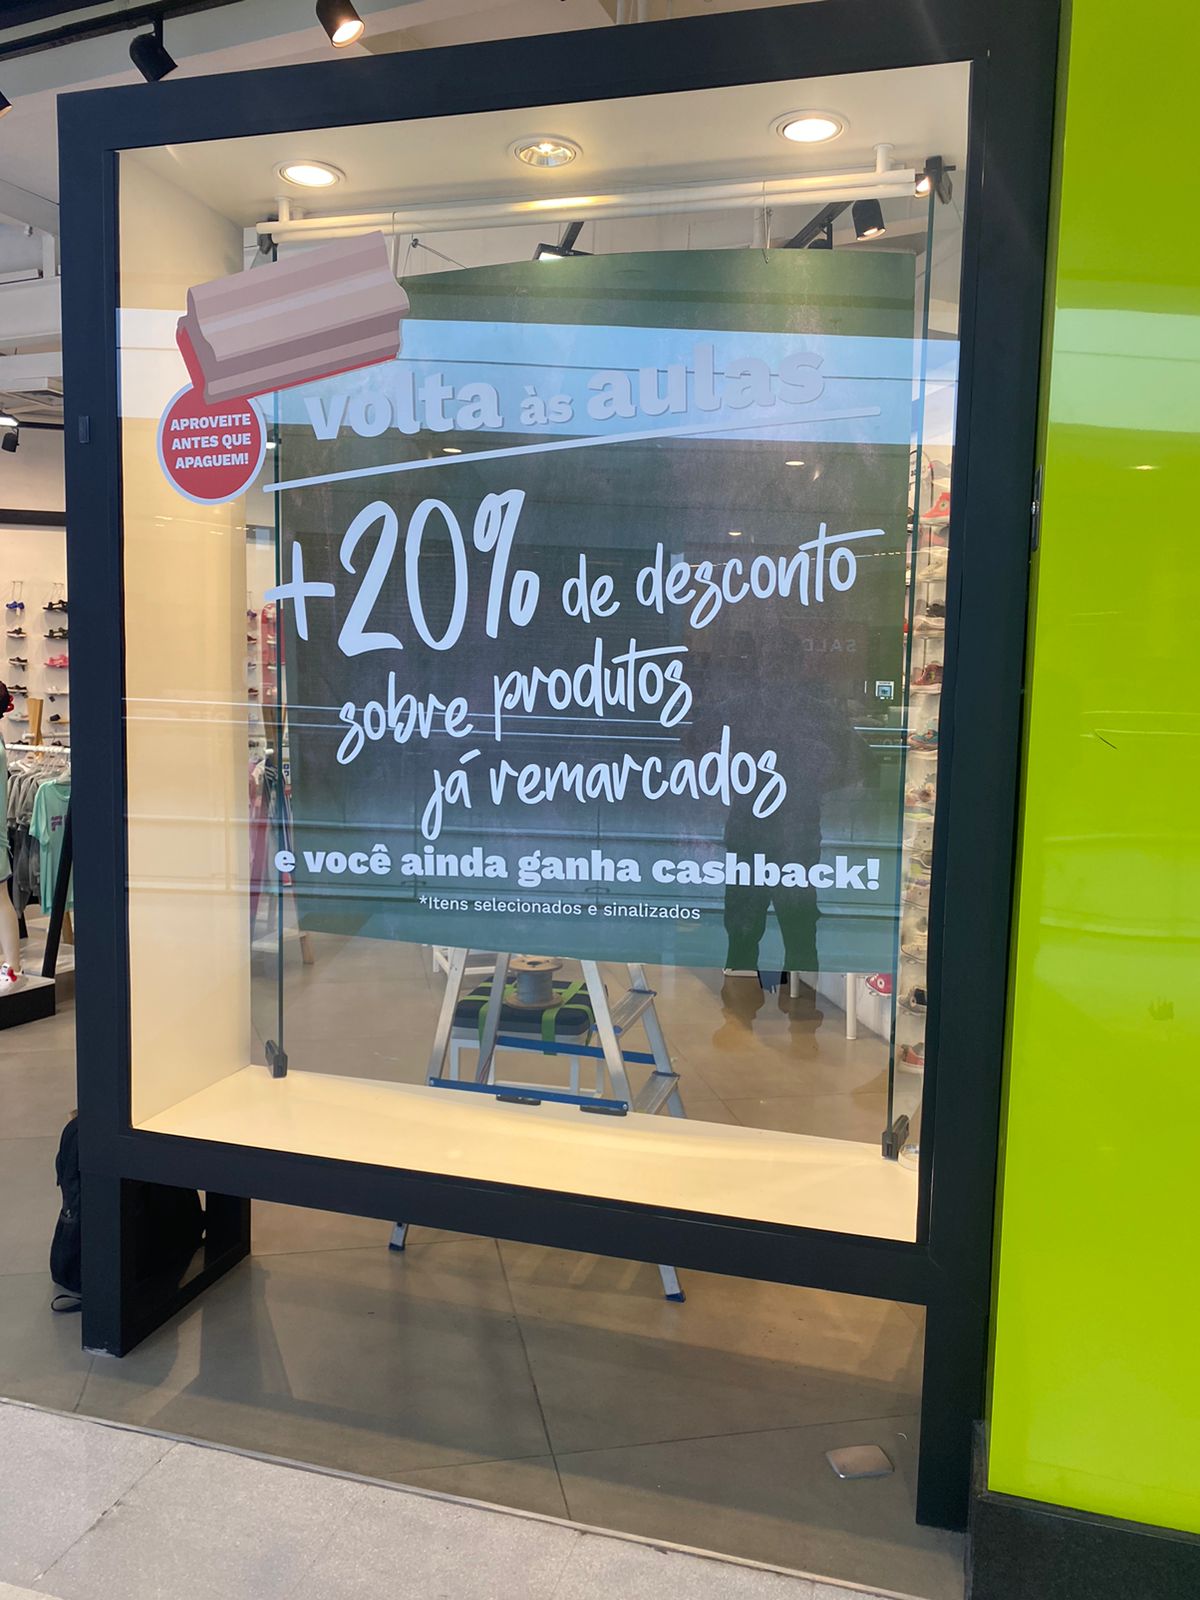 volta às aulas
APROVEITE
ANTES QUE
APAGUEM!
+20% de desconto
sobre produtos
já remarcados
e você ainda ganha cashback!
*Itens selecionados e sinalizados
SALE